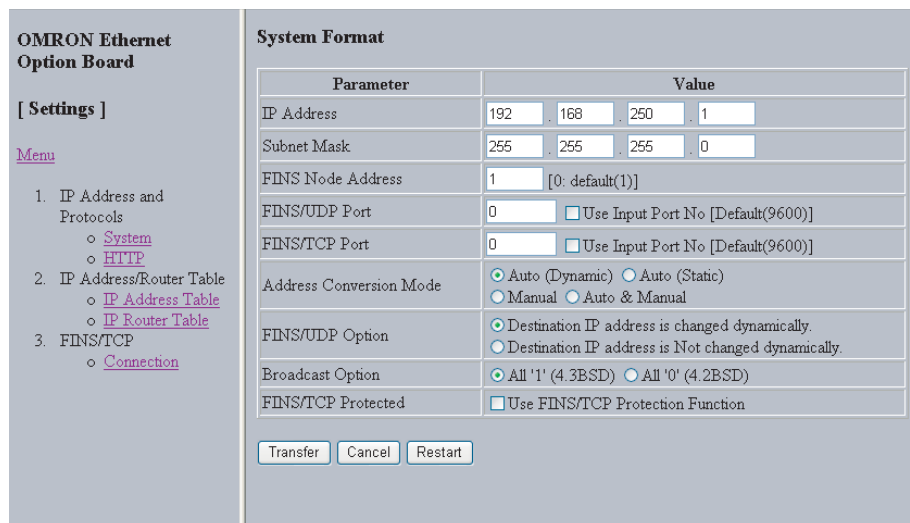 OMRON Ethernet
Option Board
[ Settings ]
Menu
1. IP Address and
Protocols
o System
o HTTP
2. IP Address/Router Table
o IP Address Table
o IP Router Table
3. FINS/TCP
o Connection
System Format
Parameter Value
IP Address 192 . 168 . 250 . 1
Subnet Mask 255 . 255 . 255 . 0
FINS Node Address 1 [0: default(1)]
FINS/UDP Port 0 Use Input Port No [Default(9600)]
FINS/TCP Port 0 Use Input Port No [Default(9600)]
Address Conversion Mode Auto (Dynamic) Auto (Static)
Manual Auto & Manual
FINS/UDP Option Destination IP address is changed dynamically.
Destination IP address is Not changed dynamically.
Broadcast Option All '1' (4.3BSD) All '0' (4.2BSD)
FINS/TCP Protected Use FINS/TCP Protection Function
Transfer Cancel Restart